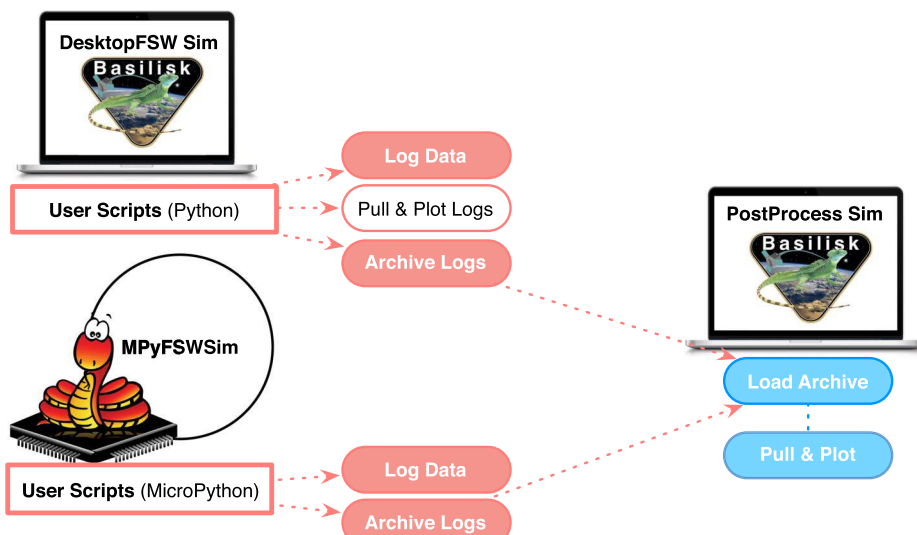 DesktopFSW Sim
Basilisk
User Scripts (Python)
Log Data
Pull & Plot Logs
Archive Logs
PostProcess Sim
Basilisk
Load Archive
Pull & Plot
MPyFSWSim
User Scripts (MicroPython)
Log Data
Archive Logs